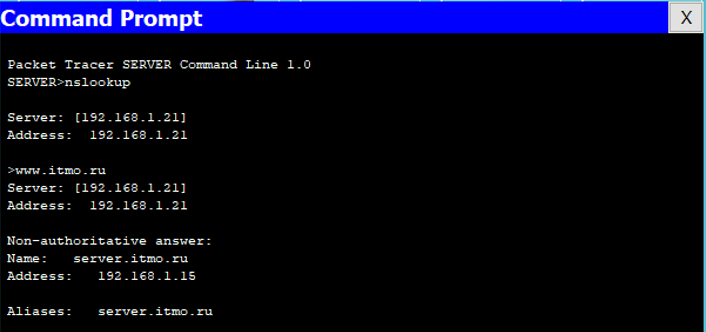 Command Prompt
X
Packet Tracer SERVER Command Line 1.0
SERVER>nslookup
Server: [192.168.1.21]
Address:  192.168.1.21
>www.itmo.ru
Server: [192.168.1.21]
Address:  192.168.1.21
Non-authoritative answer:
Name:   server.itmo.ru
Address:   192.168.1.15
Aliases:   server.itmo.ru